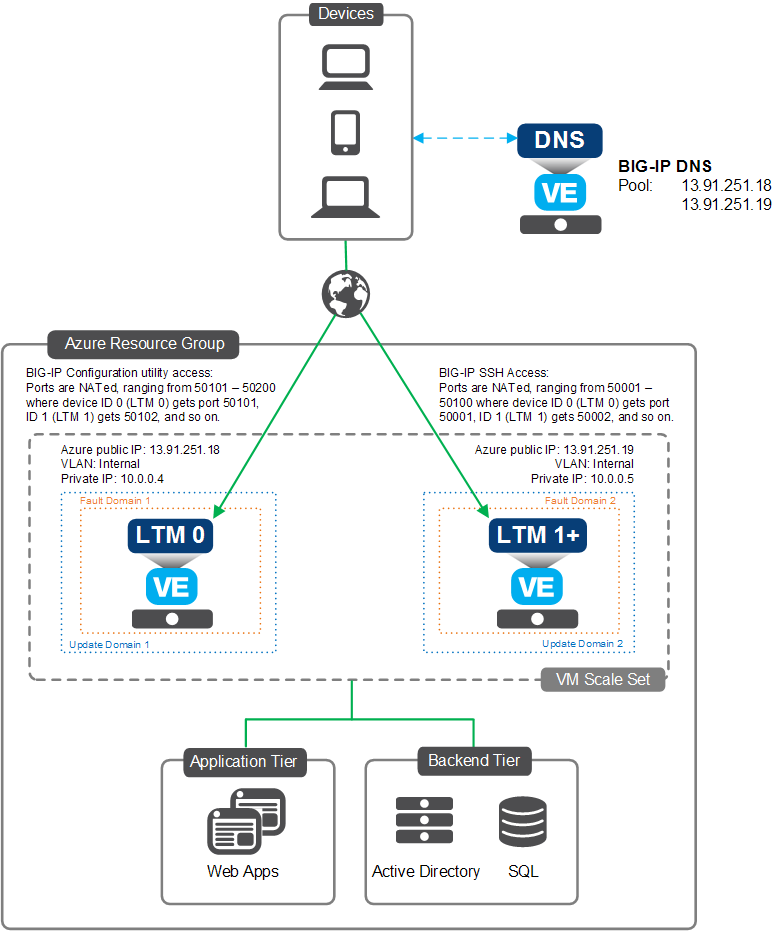 Devices
DNS
VE
BIG-IP DNS
Pool: 13.91.251.18
13.91.251.19
Azure Resource Group
BIG-IP Configuration utility access:
Ports are NATed, ranging from 50101 – 50200
where device ID 0 (LTM 0) gets port 50101,
ID 1 (LTM 1) gets 50102, and so on.
BIG-IP SSH Access:
Ports are NATed, ranging from 50001 –
50100 where device ID 0 (LTM 0) gets port
50001, ID 1 (LTM 1) gets 50002, and so on.
Azure public IP: 13.91.251.18
VLAN: Internal
Private IP: 10.0.0.4
Azure public IP: 13.91.251.19
VLAN: Internal
Private IP: 10.0.0.5
Fault Domain 1
LTM 0
VE
Update Domain 1
Fault Domain 2
LTM 1+
VE
Update Domain 2
VM Scale Set
Application Tier
Web Apps
Backend Tier
Active Directory
SQL